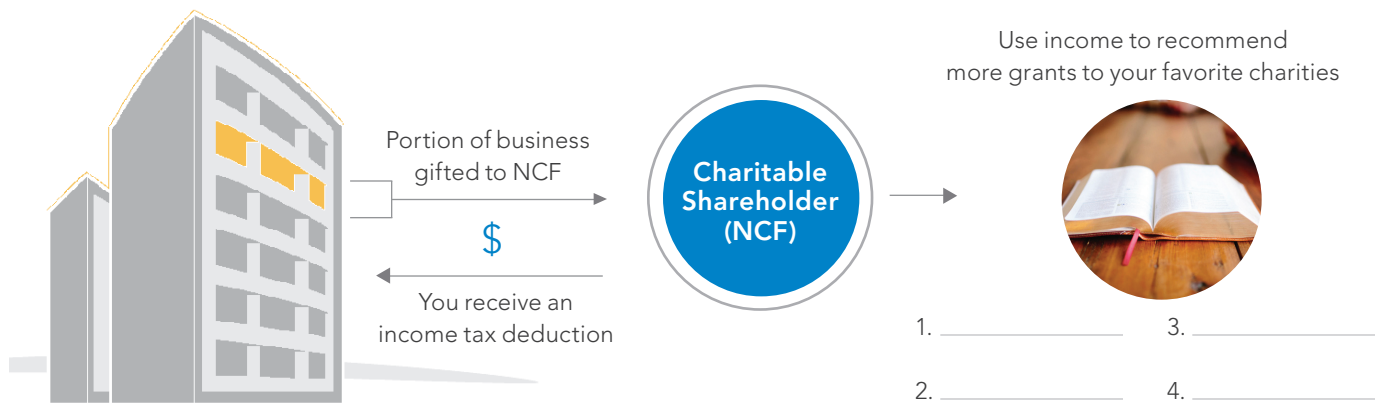 Portion of business
gifted to NCF
$
You receive an
income tax deduction
Charitable
Shareholder
(NCF)
Use income to recommend
more grants to your favorite charities
1.
3.
2.
4.